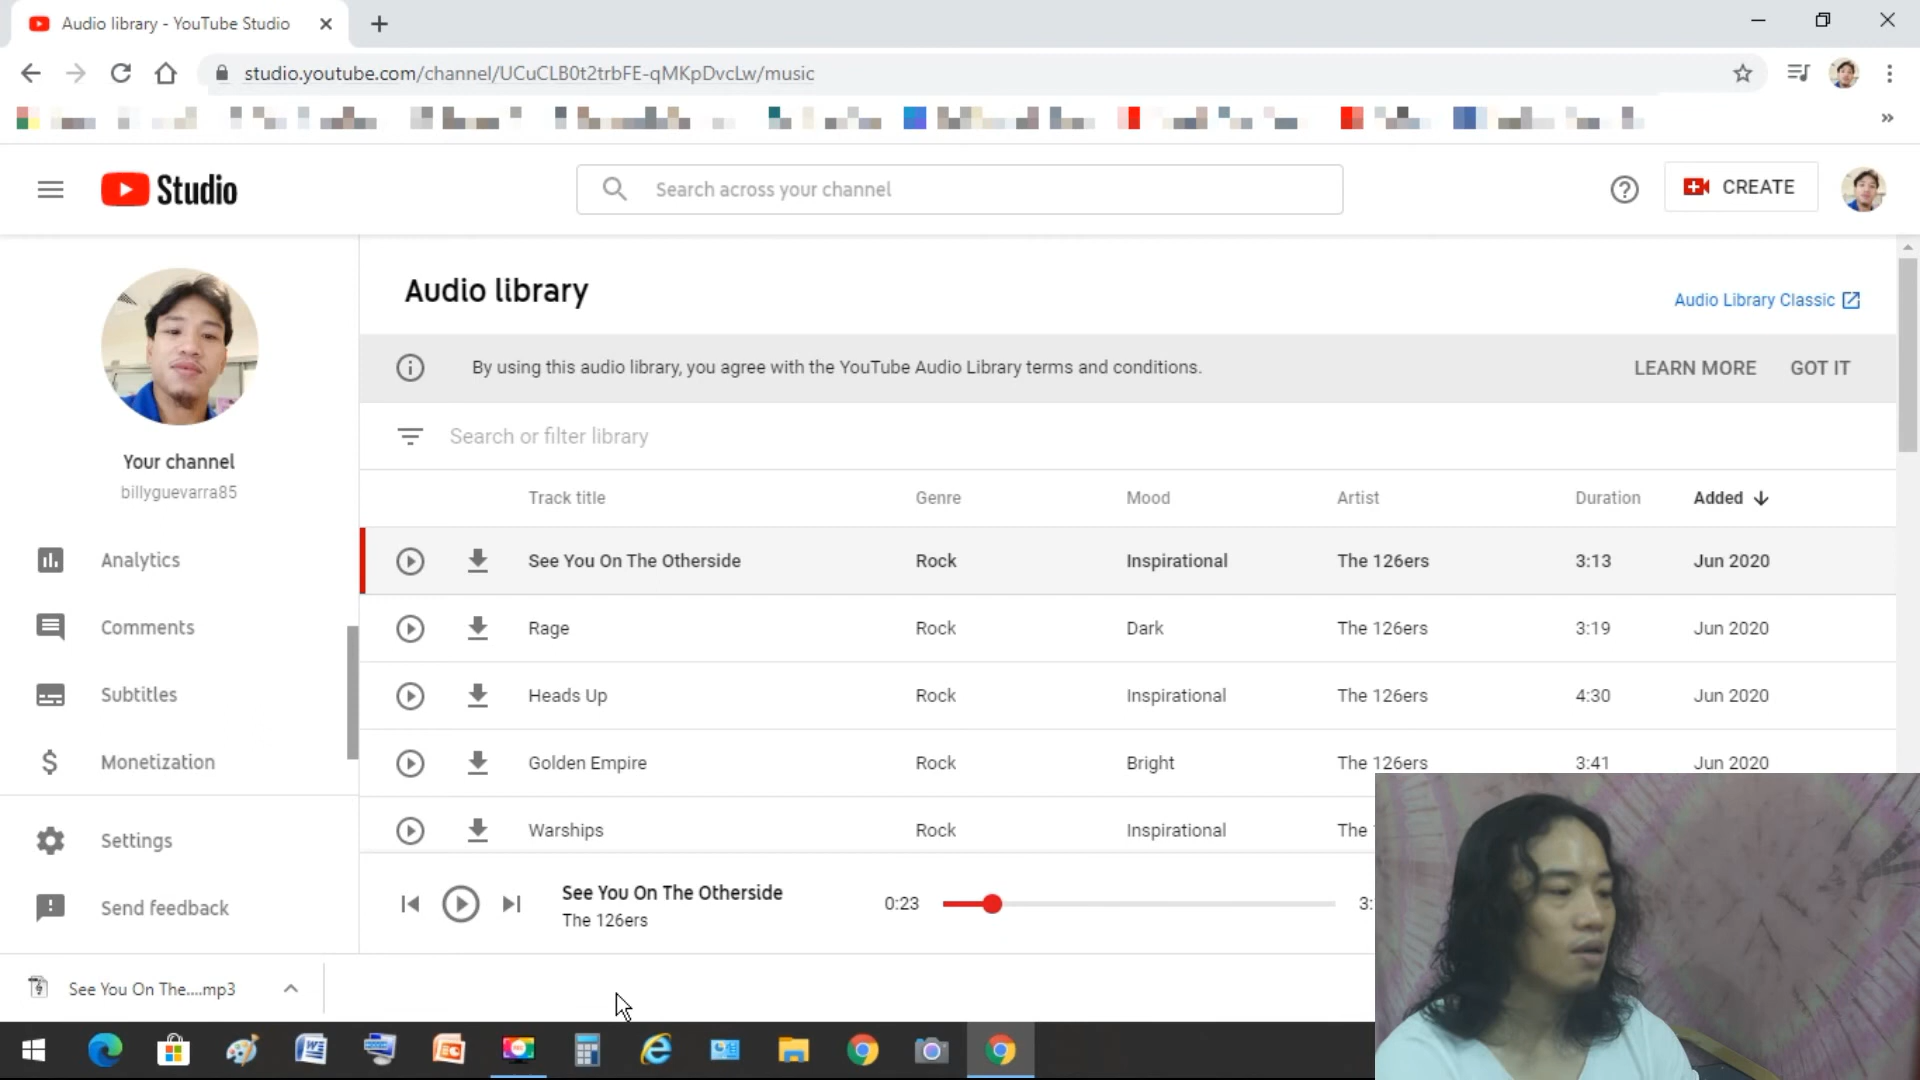 Audio library - YouTube Studio
studio.youtube.com/channel/UCuCLB0t2trbFE-qMKpDvcLw/music
Studio
Search across your channel
CREATE
Your channel
billyguevarra85
Analytics
Comments
Subtitles
Monetization
Settings
Send feedback
Audio library
Audio Library Classic
By using this audio library, you agree with the YouTube Audio Library terms and conditions.
LEARN MORE GOT IT
Search or filter library
Track title Genre Mood Artist Duration Added
See You On The Otherside Rock Inspirational The 126ers 3:13 Jun 2020
Rage Rock Dark The 126ers 3:19 Jun 2020
Heads Up Rock Inspirational The 126ers 4:30 Jun 2020
Golden Empire Rock Bright The 126ers 3:41 Jun 2020
Warships Rock Inspirational The
See You On The Otherside
The 126ers
0:23 3:
See You On The....mp3